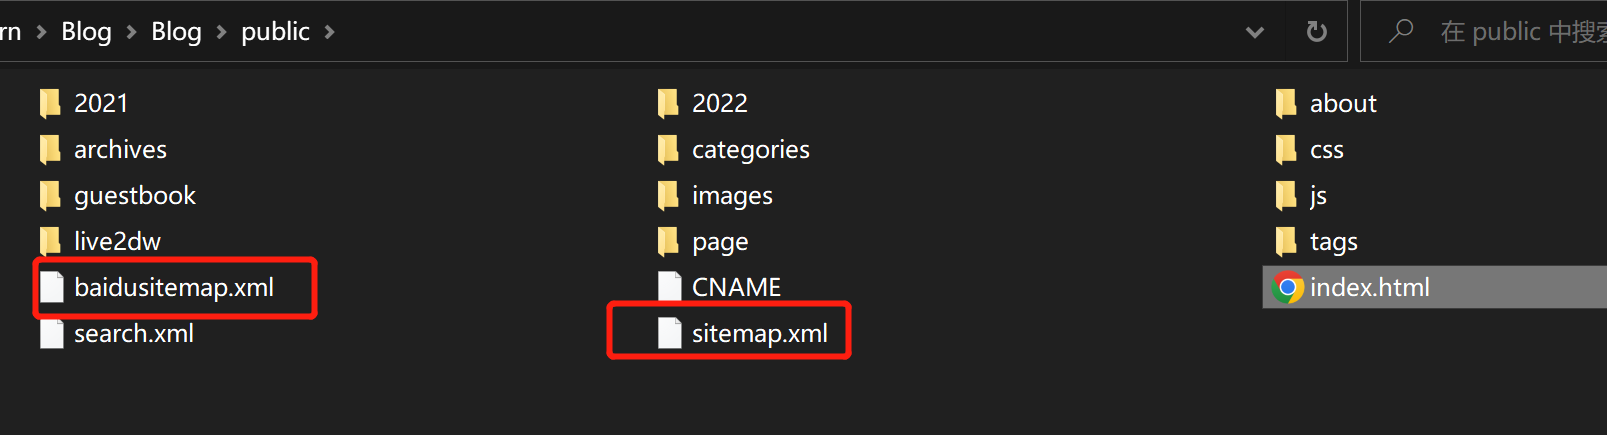 rn > Blog > Blog > public >
在 public 中搜
2021 2022 about
archives categories css
guestbook images js
live2dw page tags
baidusitemap.xml CNAME index.html
search.xml sitemap.xml